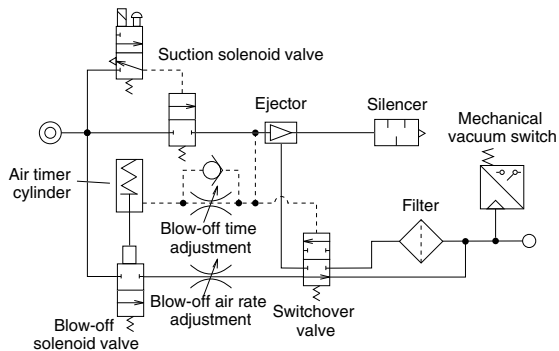 Suction solenoid valve
Ejector
Silencer
Mechanical
vacuum switch
Air timer
cylinder
Blow-off time
adjustment
Filter
Blow-off air rate
adjustment
Switchover
valve
Blow-off
solenoid valve